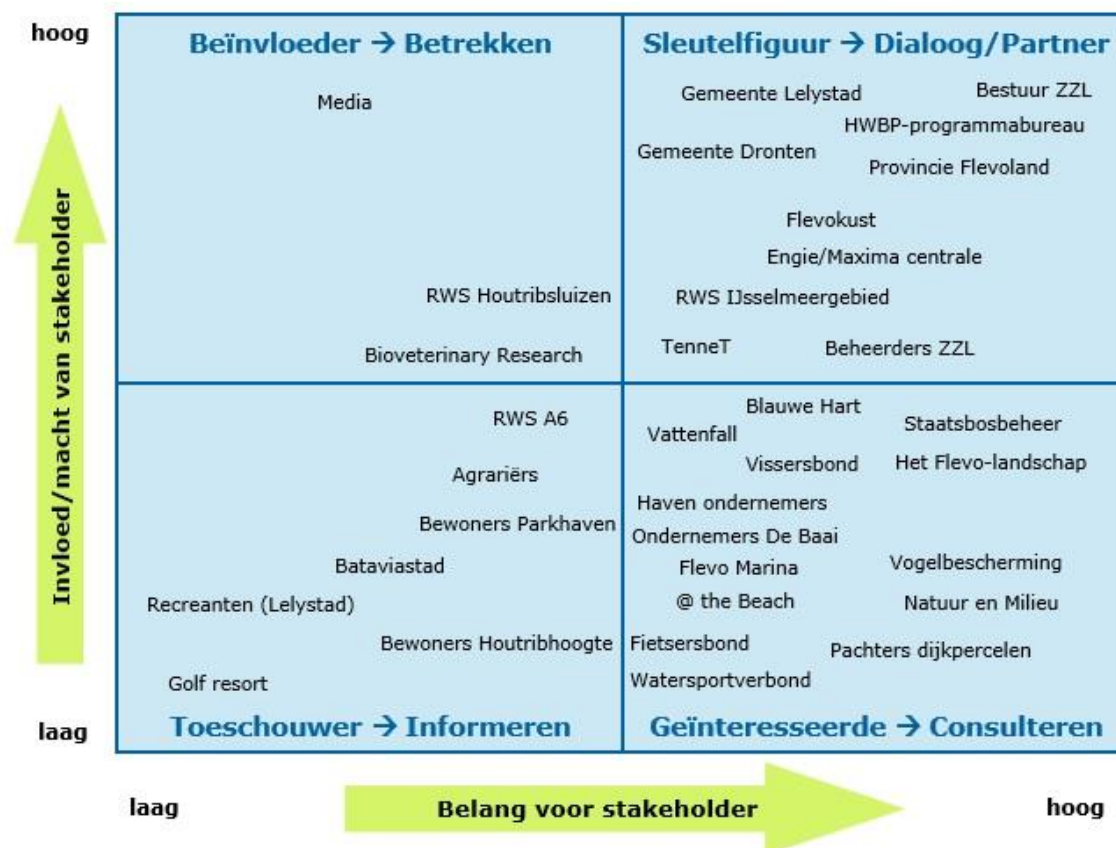 hoog
Beïnvloeder → Betrekken
Media
RWS Houtribsluizen
Bioveterinary Research
Sleutelfiguur → Dialoog/Partner
Gemeente Lelystad
Bestuur ZZL
HWBP-programmabureau
Gemeente Dronten
Provincie Flevoland
Flevokust
Engie/Maxima centrale
RWS IJsselmeergebied
TenneT
Beheerders ZZL
Invloed/macht van stakeholder
RWS A6
Agrariërs
Bewoners Parkhaven
Bataviastad
Recreanten (Lelystad)
Bewoners Houtribhoogte
Golf resort
Toeschouwer → Informeren
Blauwe Hart
Staatsbosbeheer
Vattenfall
Vissersbond
Het Flevo-landschap
Haven ondernemers
Ondernemers De Baai
Flevo Marina
Vogelbescherming
@ the Beach
Natuur en Milieu
Fietsersbond
Pachters dijkpercelen
Watersportverbond
Geïnteresseerde → Consulteren
laag
laag
Belang voor stakeholder
hoog